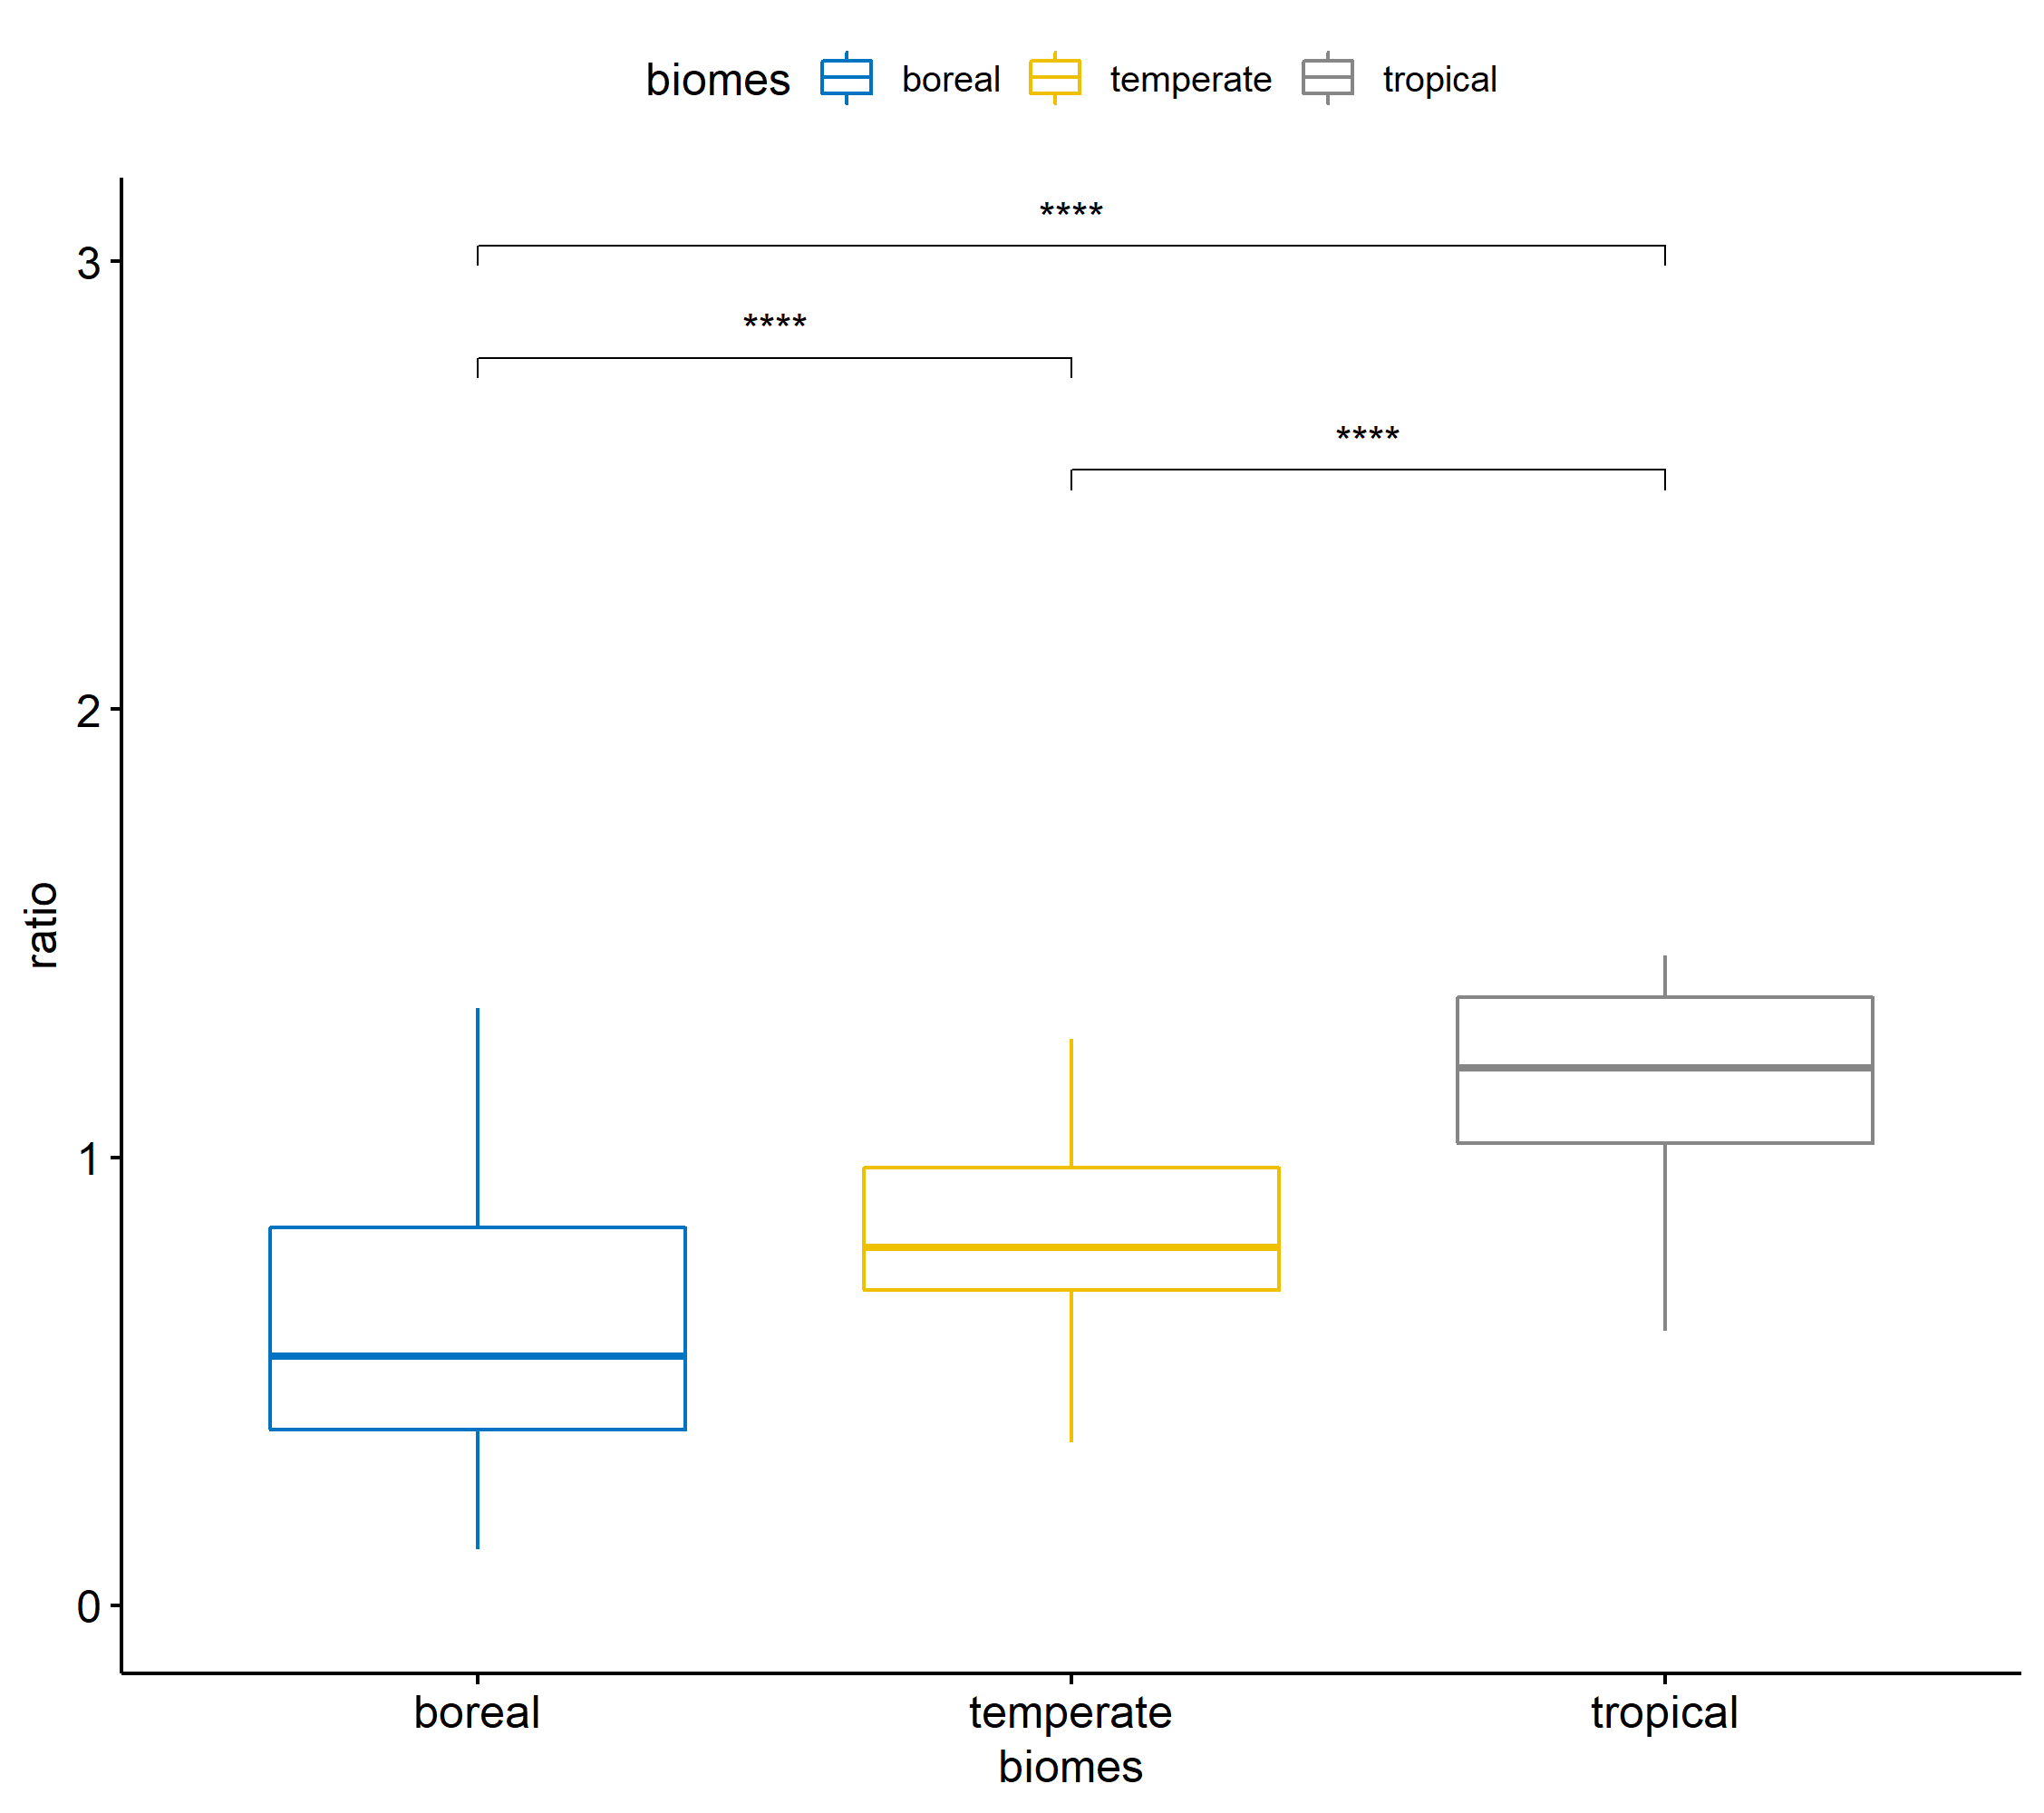 biomes boreal temperate tropical
****
3
****
****
2
ratio
1
0
boreal temperate tropical
biomes